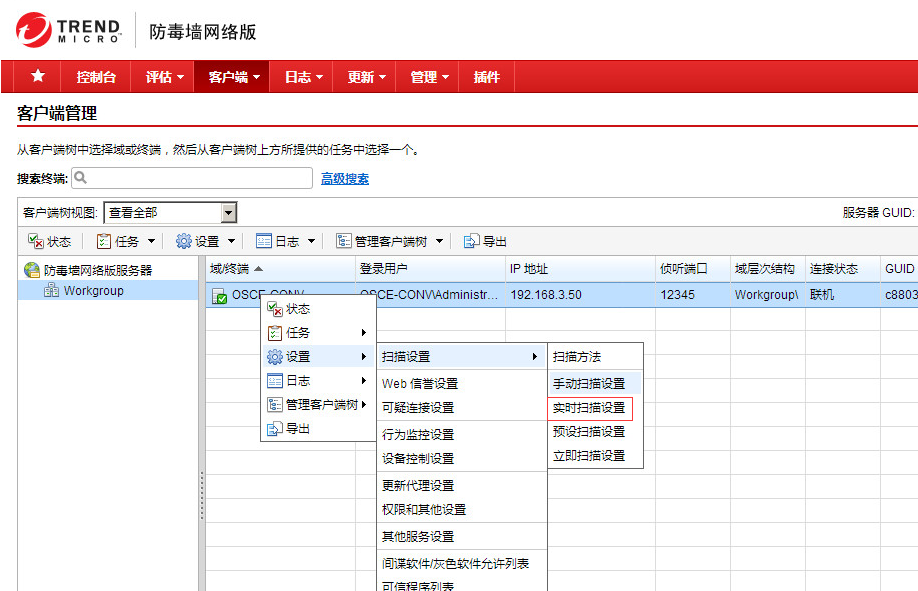 TREND
MICRO
防毒墙网络版
控制台 评估 客户端 日志 更新 管理 插件
客户端管理
从客户端树中选择域或终端，然后从客户端树上方所提供的任务中选择一个。
搜索终端: 高级搜索
客户端树视图: 查看全部 服务器 GUID:
状态 任务 设置 日志 管理客户端树 导出
防毒墙网络版服务器
Workgroup
域/终端 登录用户 IP 地址 侦听端口 域层次结构 连接状态 GUID
OSCE-CONV OSCE-CONV\Administr... 192.168.3.50 12345 Workgroup\ 联机 c8803
状态
任务
设置
日志
管理客户端树
导出
扫描设置
Web 信誉设置
可疑连接设置
行为监控设置
设备控制设置
更新代理设置
权限和其他设置
其他服务设置
间谍软件/灰色软件允许列表
可信程序列表
扫描方法
手动扫描设置
实时扫描设置
预设扫描设置
立即扫描设置